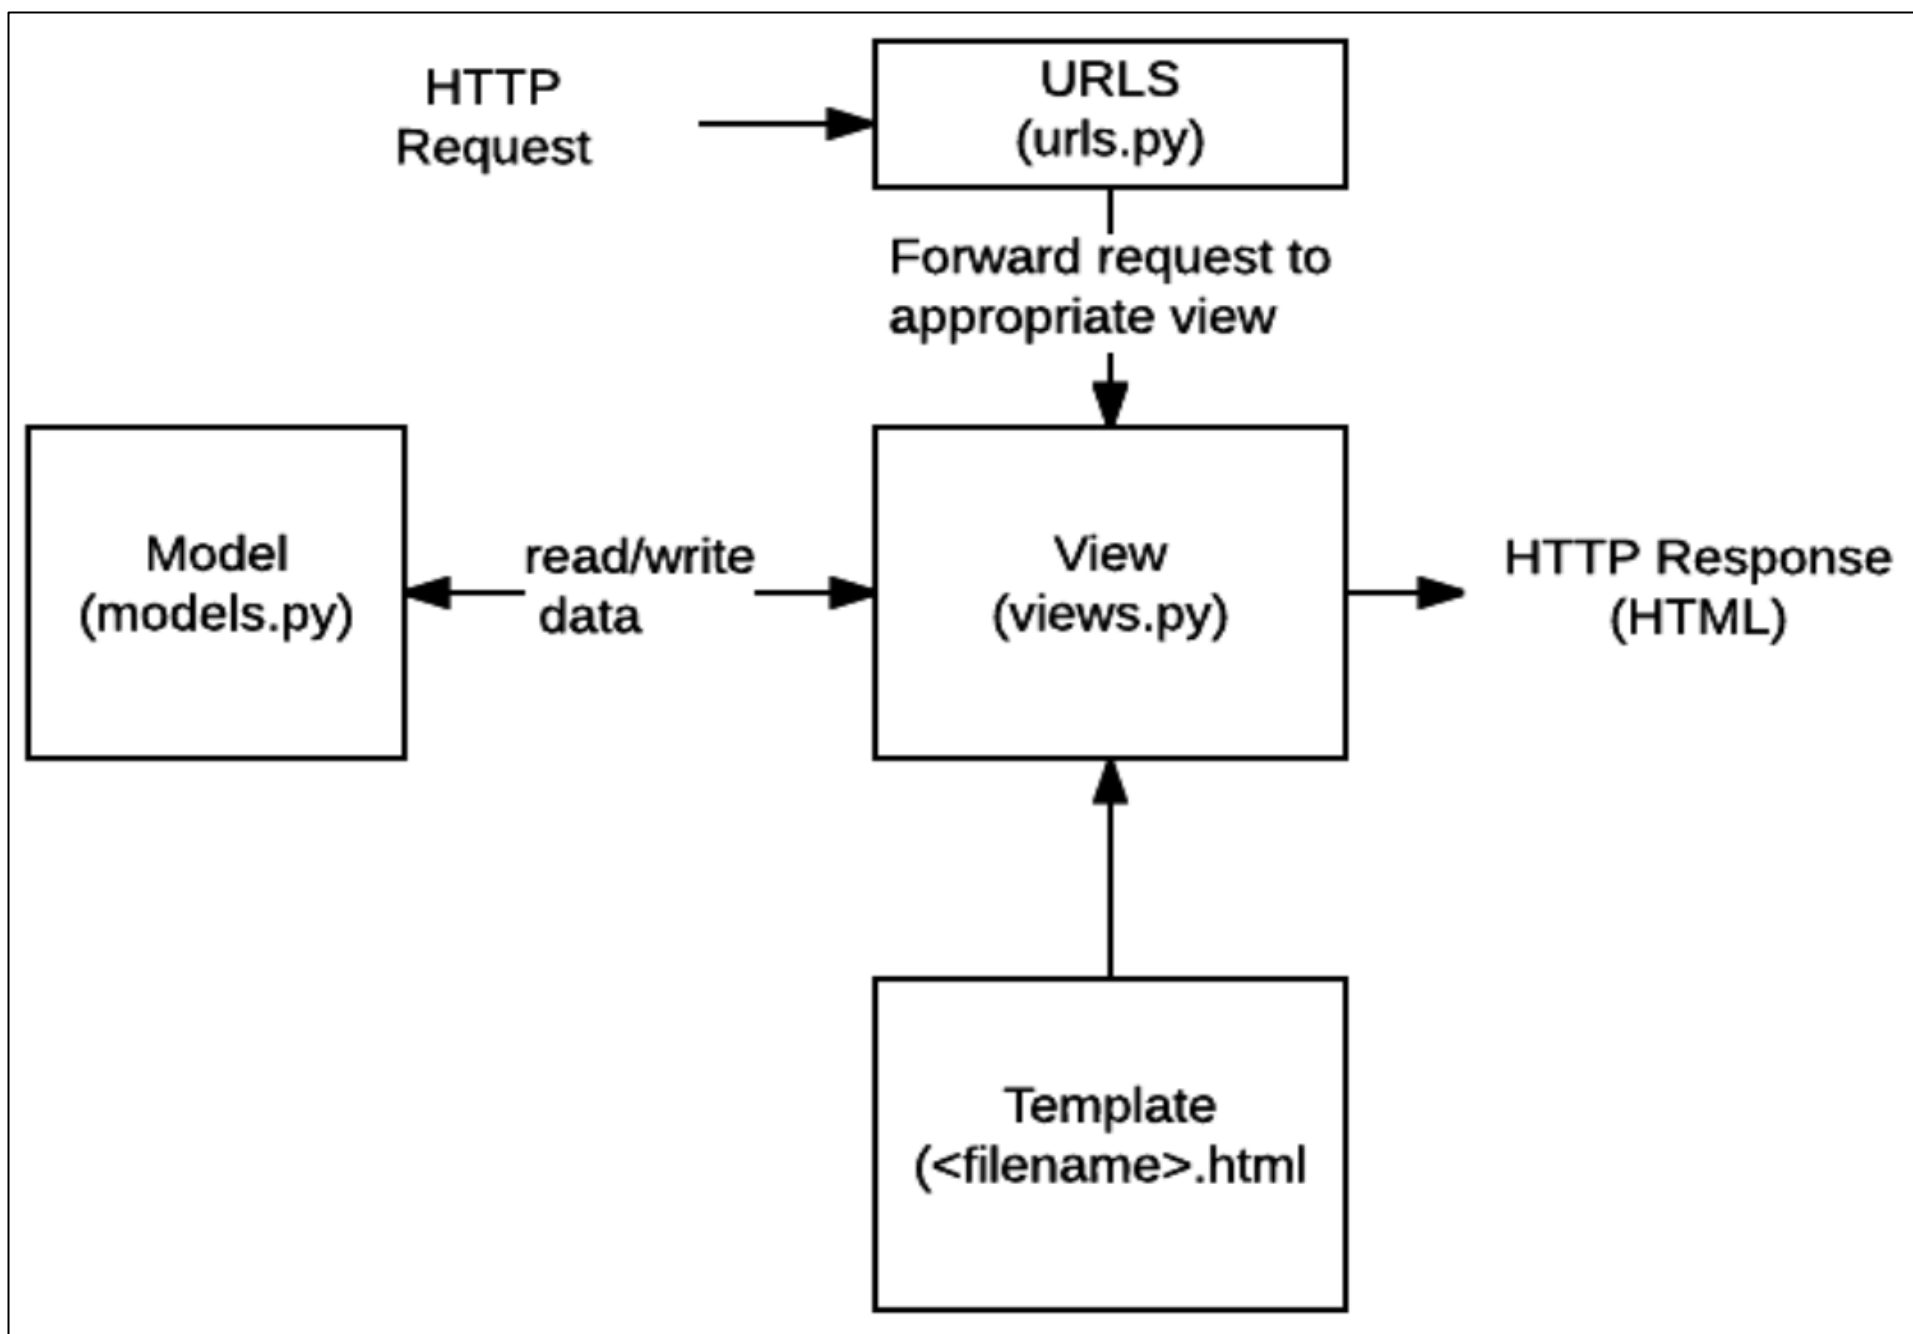 HTTP
Request
URLS
(urls.py)
Forward request to
appropriate view
Model
(models.py)
read/write
data
View
(views.py)
HTTP Response
(HTML)
Template
(<filename>.html